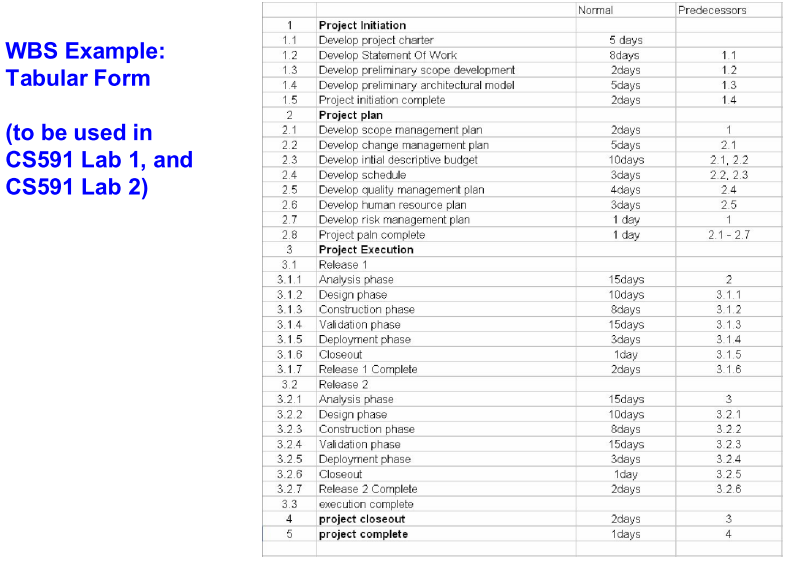 WBS Example:
Tabular Form
(to be used in
CS591 Lab 1, and
CS591 Lab 2)
Normal Predecessors
1 Project Initiation
1.1 Develop project charter 5 days
1.2 Develop Statement Of Work 8days 1.1
1.3 Develop preliminary scope development 2days 1.2
1.4 Develop preliminary architectural model 5days 1.3
1.5 Project initiation complete 2days 1.4
2 Project plan
2.1 Develop scope management plan 2days 1
2.2 Develop change management plan 5days 2.1
2.3 Develop intial descriptive budget 10days 2.1, 2.2
2.4 Develop schedule 3days 2.2, 2.3
2.5 Develop quality management plan 4days 2.4
2.6 Develop human resource plan 3days 2.5
2.7 Develop risk management plan 1 day 1
2.8 Project paln complete 1 day 2.1 - 2.7
3 Project Execution
3.1 Release 1
3.1.1 Analysis phase 15days 2
3.1.2 Design phase 10days 3.1.1
3.1.3 Construction phase 8days 3.1.2
3.1.4 Validation phase 15days 3.1.3
3.1.5 Deployment phase 3days 3.1.4
3.1.6 Closeout 1day 3.1.5
3.1.7 Release 1 Complete 2days 3.1.6
3.2 Release 2
3.2.1 Analysis phase 15days 3
3.2.2 Design phase 10days 3.2.1
3.2.3 Construction phase 8days 3.2.2
3.2.4 Validation phase 15days 3.2.3
3.2.5 Deployment phase 3days 3.2.4
3.2.6 Closeout 1day 3.2.5
3.2.7 Release 2 Complete 2days 3.2.6
3.3 execution complete
4 project closeout 2days 3
5 project complete 1days 4